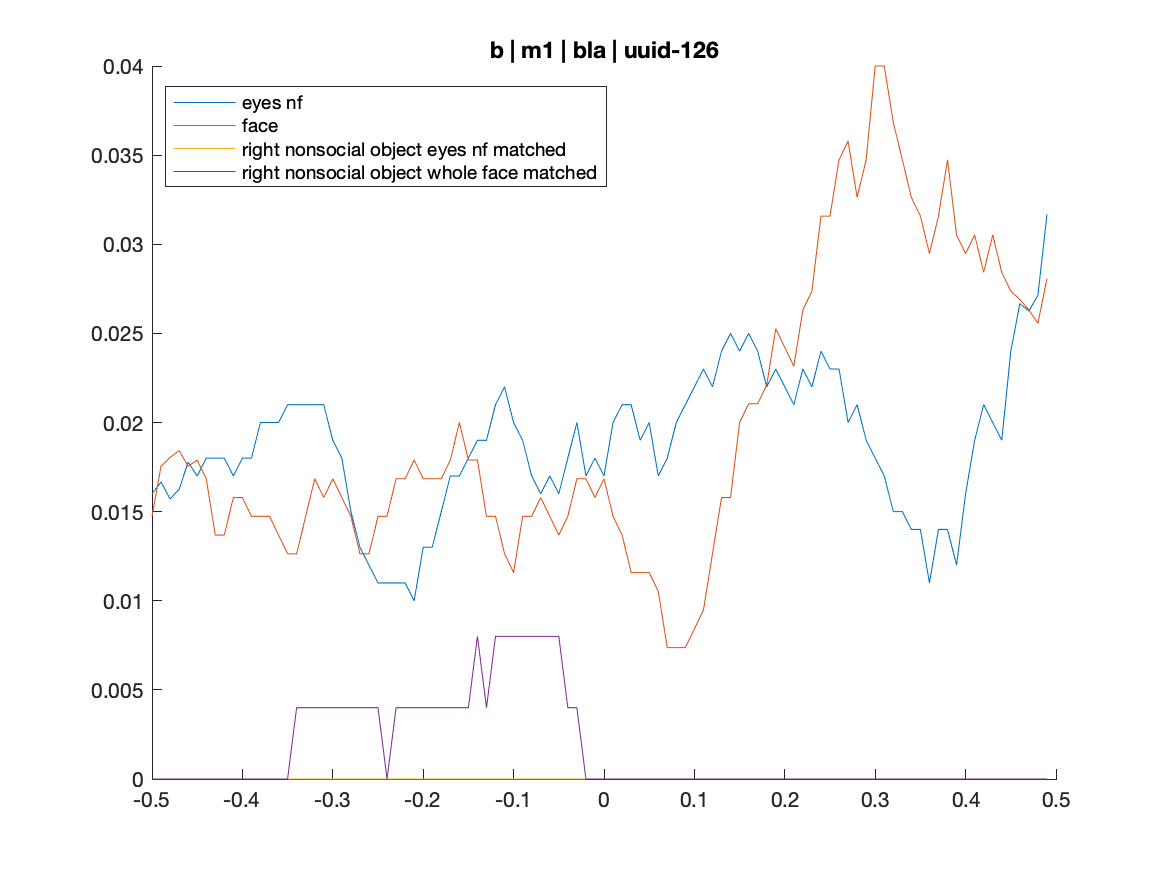 b | m1 | bla | uuid-126
0.04
eyes nf
face
right nonsocial object eyes nf matched
right nonsocial object whole face matched
0.035
0.03
0.025
0.02
0.015
0.01
0.005
0
-0.5 -0.4 -0.3 -0.2 -0.1 0 0.1 0.2 0.3 0.4 0.5